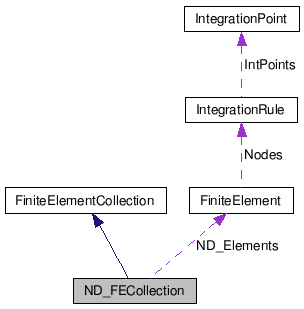 IntegrationPoint
IntPoints
IntegrationRule
Nodes
FiniteElementCollection
FiniteElement
ND_Elements
ND_FECollection